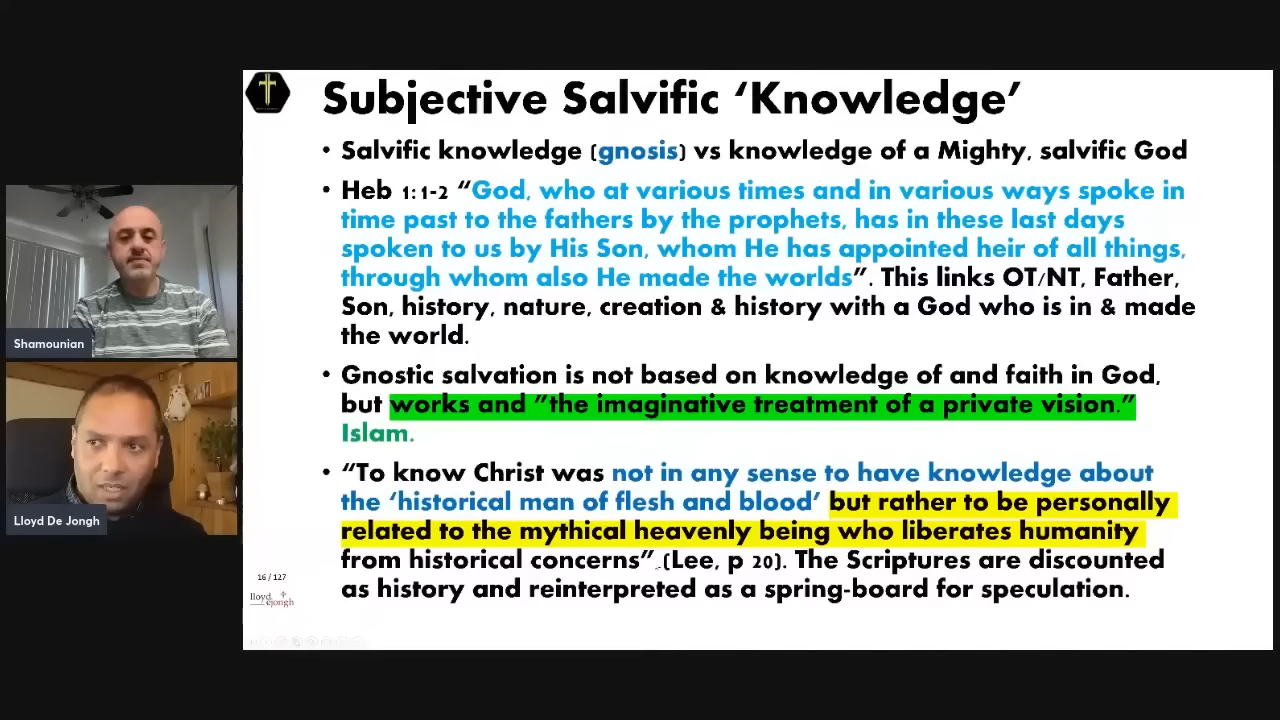 Subjective Salvific ‘Knowledge’
• Salvific knowledge (gnosis) vs knowledge of a Mighty, salvific God
• Heb 1:1-2 “God, who at various times and in various ways spoke in
time past to the fathers by the prophets, has in these last days
spoken to us by His Son, whom He has appointed heir of all things,
through whom also He made the worlds”. This links OT/NT, Father,
Son, history, nature, creation & history with a God who is in & made
the world.
• Gnostic salvation is not based on knowledge of and faith in God,
but works and ”the imaginative treatment of a private vision.”
Islam.
• “To know Christ was not in any sense to have knowledge about
the ‘historical man of flesh and blood’ but rather to be personally
related to the mythical heavenly being who liberates humanity
from historical concerns” (Lee, p 20). The Scriptures are discounted
as history and reinterpreted as a spring-board for speculation.
16 / 127
lloyd
ejongh
Shamounian
Lloyd De Jongh